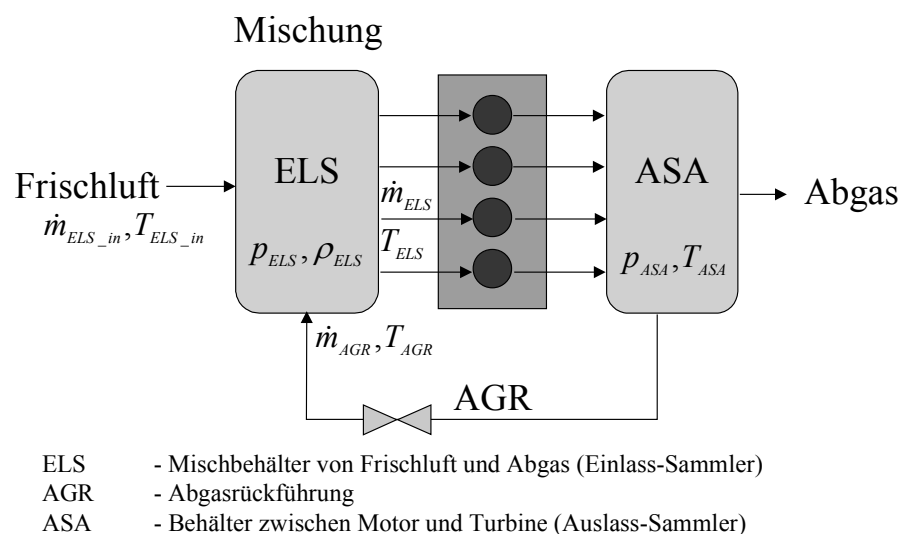 Mischung
ELS
ASA
Frischluft
Abgas
ṁ_ELS_in, T_ELS_in
ṁ_ELS
T_ELS
p_ELS, ρ_ELS
p_ASA, T_ASA
ṁ_AGR, T_AGR
AGR
ELS - Mischbehälter von Frischluft und Abgas (Einlass-Sammler)
AGR - Abgasrückführung
ASA - Behälter zwischen Motor und Turbine (Auslass-Sammler)